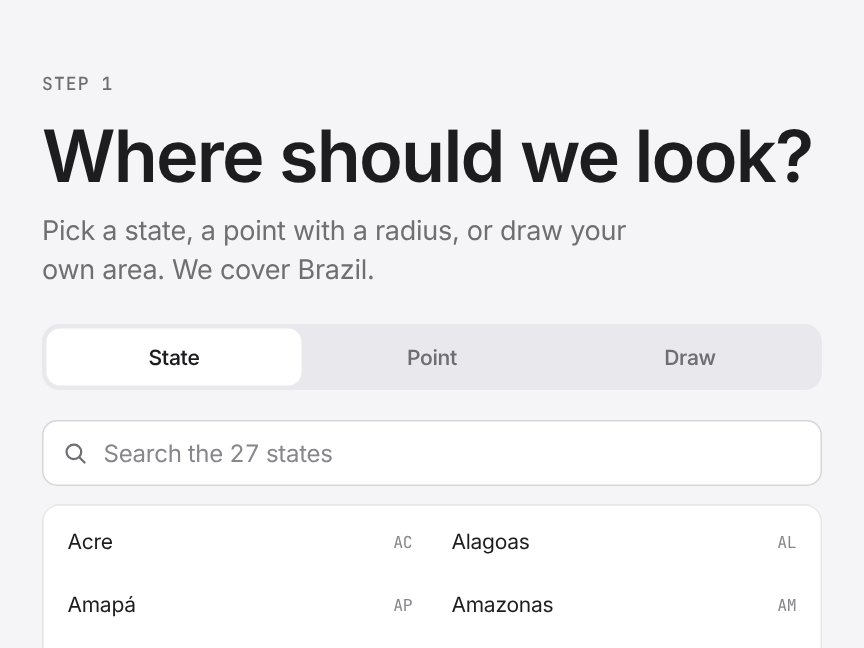 STEP 1
Where should we look?
Pick a state, a point with a radius, or draw your
own area. We cover Brazil.
State Point Draw
Search the 27 states
Acre AC Alagoas AL
Amapá AP Amazonas AM